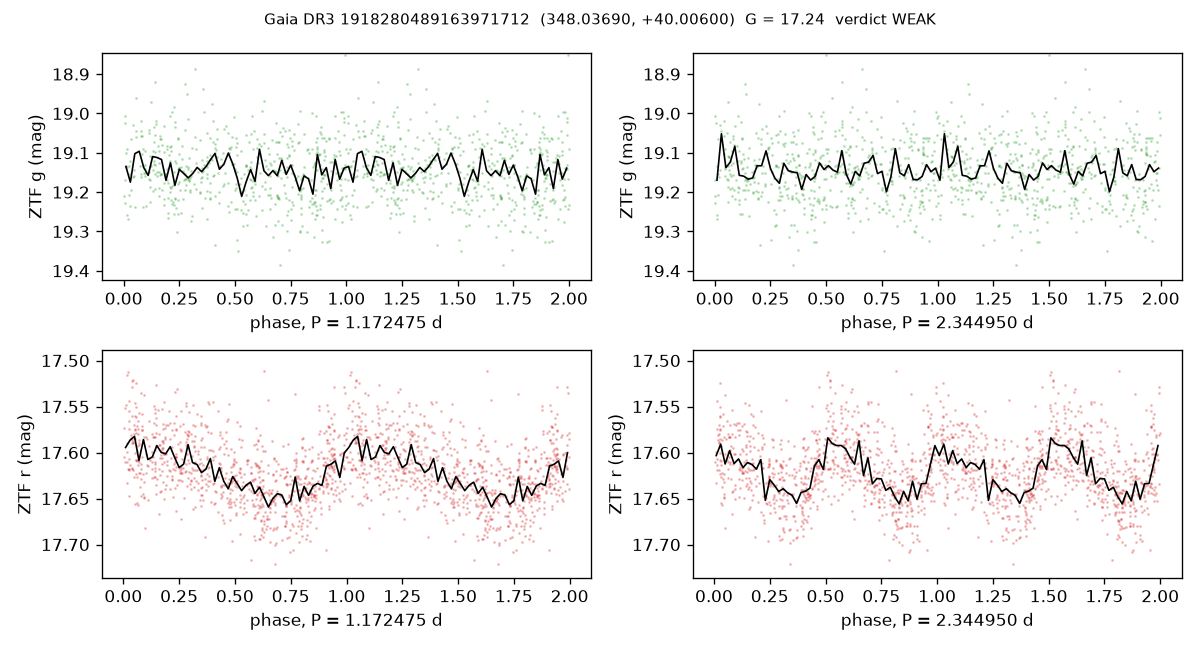 Gaia DR3 1918280489163971712 (348.03690, +40.00600) G = 17.24 verdict WEAK
ZTF g (mag)
18.9
19.0
19.1
19.2
19.3
19.4
0.00 0.25 0.50 0.75 1.00 1.25 1.50 1.75 2.00
phase, P = 1.172475 d
ZTF g (mag)
18.9
19.0
19.1
19.2
19.3
19.4
0.00 0.25 0.50 0.75 1.00 1.25 1.50 1.75 2.00
phase, P = 2.344950 d
ZTF r (mag)
17.50
17.55
17.60
17.65
17.70
0.00 0.25 0.50 0.75 1.00 1.25 1.50 1.75 2.00
phase, P = 1.172475 d
ZTF r (mag)
17.50
17.55
17.60
17.65
17.70
0.00 0.25 0.50 0.75 1.00 1.25 1.50 1.75 2.00
phase, P = 2.344950 d